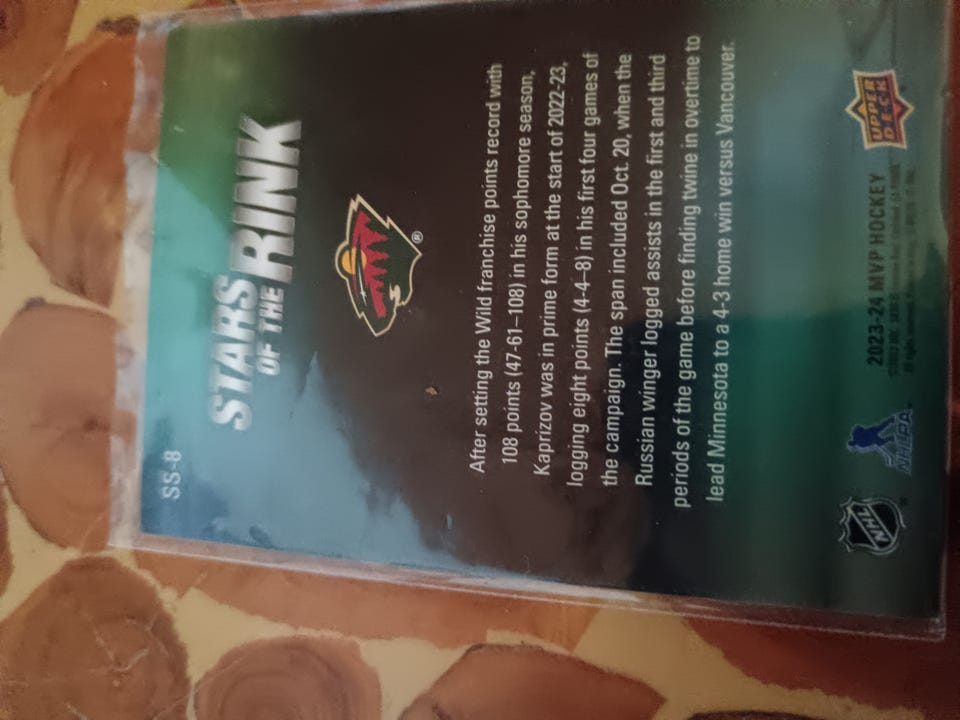 SS-8
STARS
OF THE RINK
®
After setting the Wild franchise points record with
108 points (47-61–108) in his sophomore season,
Kaprizov was in prime form at the start of 2022-23,
logging eight points (4-4–8) in his first four games of
the campaign. The span included Oct. 20, when the
Russian winger logged assists in the first and third
periods of the game before finding twine in overtime to
lead Minnesota to a 4-3 home win versus Vancouver.
NHL
NHLPA
2023-24 MVP HOCKEY
UPPER
DECK